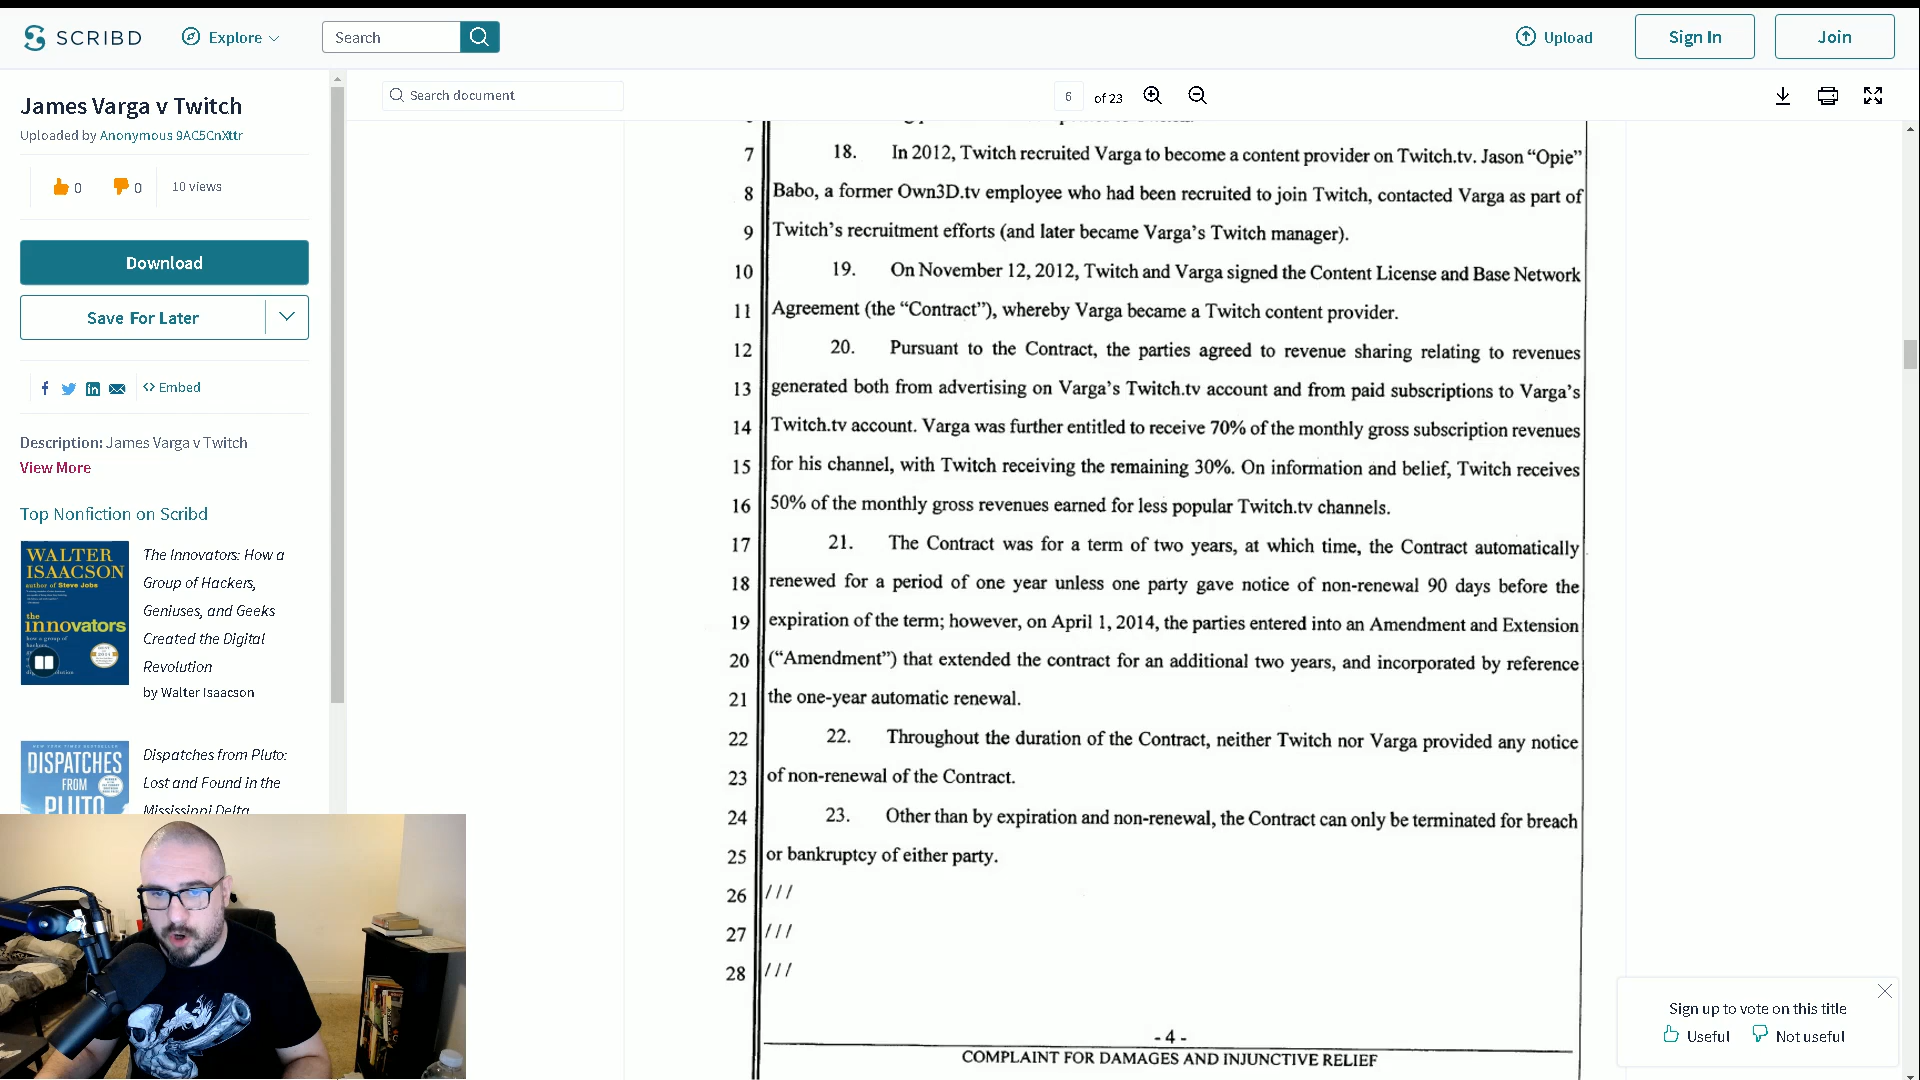 SCRIBD
Explore
Search
Upload
Sign In
Join
James Varga v Twitch
Uploaded by Anonymous 9AC5CnXttr
0
0
10 views
Download
Save For Later
Embed
Description: James Varga v Twitch
View More
Top Nonfiction on Scribd
WALTER
ISAACSON
author of Steve Jobs
the
innovators
The Innovators: How a
Group of Hackers,
Geniuses, and Geeks
Created the Digital
Revolution
by Walter Isaacson
DISPATCHES
FROM
PLUTO
Dispatches from Pluto:
Lost and Found in the
Mississippi Delta
Search document
6 of 23
7 18. In 2012, Twitch recruited Varga to become a content provider on Twitch.tv. Jason “Opie”
8 Babo, a former Own3D.tv employee who had been recruited to join Twitch, contacted Varga as part of
9 Twitch’s recruitment efforts (and later became Varga’s Twitch manager).
10 19. On November 12, 2012, Twitch and Varga signed the Content License and Base Network
11 Agreement (the “Contract”), whereby Varga became a Twitch content provider.
12 20. Pursuant to the Contract, the parties agreed to revenue sharing relating to revenues
13 generated both from advertising on Varga’s Twitch.tv account and from paid subscriptions to Varga’s
14 Twitch.tv account. Varga was further entitled to receive 70% of the monthly gross subscription revenues
15 for his channel, with Twitch receiving the remaining 30%. On information and belief, Twitch receives
16 50% of the monthly gross revenues earned for less popular Twitch.tv channels.
17 21. The Contract was for a term of two years, at which time, the Contract automatically
18 renewed for a period of one year unless one party gave notice of non-renewal 90 days before the
19 expiration of the term; however, on April 1, 2014, the parties entered into an Amendment and Extension
20 (“Amendment”) that extended the contract for an additional two years, and incorporated by reference
21 the one-year automatic renewal.
22 22. Throughout the duration of the Contract, neither Twitch nor Varga provided any notice
23 of non-renewal of the Contract.
24 23. Other than by expiration and non-renewal, the Contract can only be terminated for breach
25 or bankruptcy of either party.
26 / / /
27 / / /
28 / / /
- 4 -
COMPLAINT FOR DAMAGES AND INJUNCTIVE RELIEF
Sign up to vote on this title
Useful
Not useful